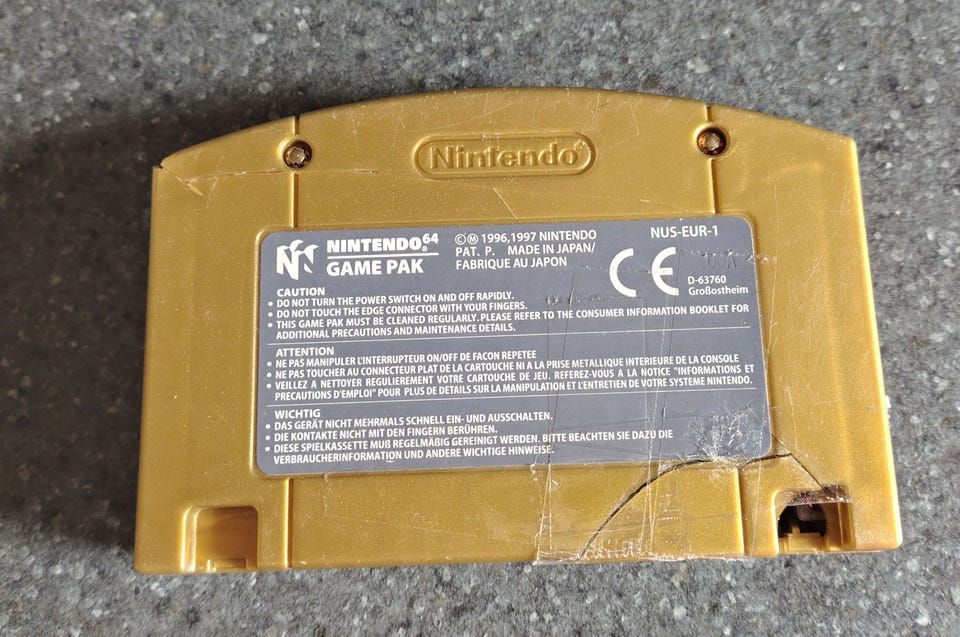 Nintendo®
NINTENDO 64
GAME PAK
©Ⓜ 1996,1997 NINTENDO
PAT. P. MADE IN JAPAN/
FABRIQUE AU JAPON
NUS-EUR-1
CE
D-63760
Großostheim
CAUTION
• DO NOT TURN THE POWER SWITCH ON AND OFF RAPIDLY.
• DO NOT TOUCH THE EDGE CONNECTOR WITH YOUR FINGERS.
• THIS GAME PAK MUST BE CLEANED REGULARLY. PLEASE REFER TO THE CONSUMER INFORMATION BOOKLET FOR
ADDITIONAL PRECAUTIONS AND MAINTENANCE DETAILS.
ATTENTION
• NE PAS MANIPULER L'INTERRUPTEUR ON/OFF DE FACON REPETEE
• NE PAS TOUCHER AU CONNECTEUR PLAT DE LA CARTOUCHE NI A LA PRISE METALLIQUE INTERIEURE DE LA CONSOLE
• VEILLEZ A NETTOYER REGULIEREMENT VOTRE CARTOUCHE DE JEU. REFEREZ-VOUS A LA NOTICE "INFORMATIONS ET
PRECAUTIONS D'EMPLOI" POUR PLUS DE DETAILS SUR LA MANIPULATION ET L'ENTRETIEN DE VOTRE SYSTEME NINTENDO.
WICHTIG
• DAS GERÄT NICHT MEHRMALS SCHNELL EIN- UND AUSSCHALTEN.
• DIE KONTAKTE NICHT MIT DEN FINGERN BERÜHREN.
• DIESE SPIELKASSETTE MUß REGELMÄßIG GEREINIGT WERDEN. BITTE BEACHTEN SIE DAZU DIE
VERBRAUCHERINFORMATION UND ANDERE WICHTIGE HINWEISE.